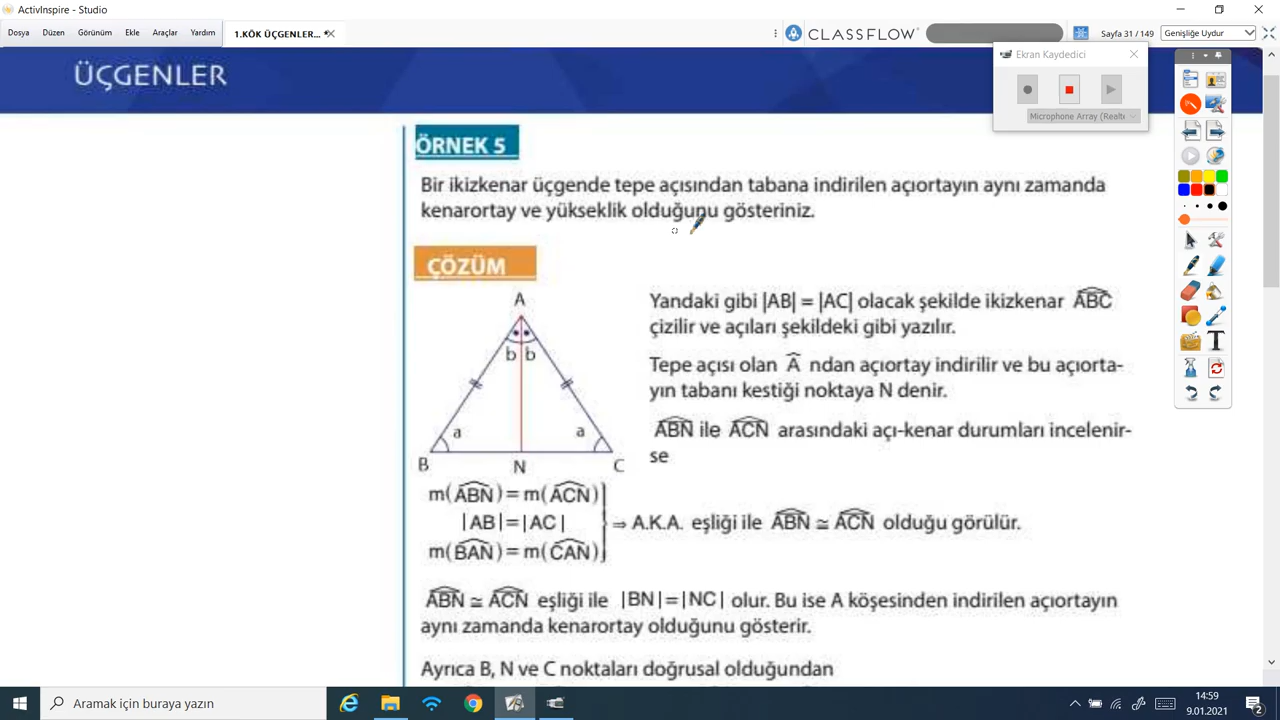 ActivInspire - Studio
Dosya Düzen Görünüm Ekle Araçlar Yardım
1.KÖK ÜÇGENLER...
CLASSFLOW
Sayfa 31 / 149
Genişliğe Uydur
Ekran Kaydedici
Microphone Array (Realte
ÜÇGENLER
ÖRNEK 5
Bir ikizkenar üçgende tepe açısından tabana indirilen açıortayın aynı zamanda
kenarortay ve yükseklik olduğunu gösteriniz.
ÇÖZÜM
A
b b
a a
B N C
Yandaki gibi |AB| = |AC| olacak şekilde ikizkenar ABC
çizilir ve açıları şekildeki gibi yazılır.
Tepe açısı olan A ndan açıortay indirilir ve bu açıorta-
yın tabanı kestiği noktaya N denir.
ABN ile ACN arasındaki açı-kenar durumları incelenir-
se
m(ABN) = m(ACN)
|AB| = |AC| ⇒ A.K.A. eşliği ile ABN ≅ ACN olduğu görülür.
m(BAN) = m(CAN)
ABN ≅ ACN eşliği ile |BN| = |NC| olur. Bu ise A köşesinden indirilen açıortayın
aynı zamanda kenarortay olduğunu gösterir.
Ayrıca B, N ve C noktaları doğrusal olduğundan
Aramak için buraya yazın
14:59
9.01.2021
2